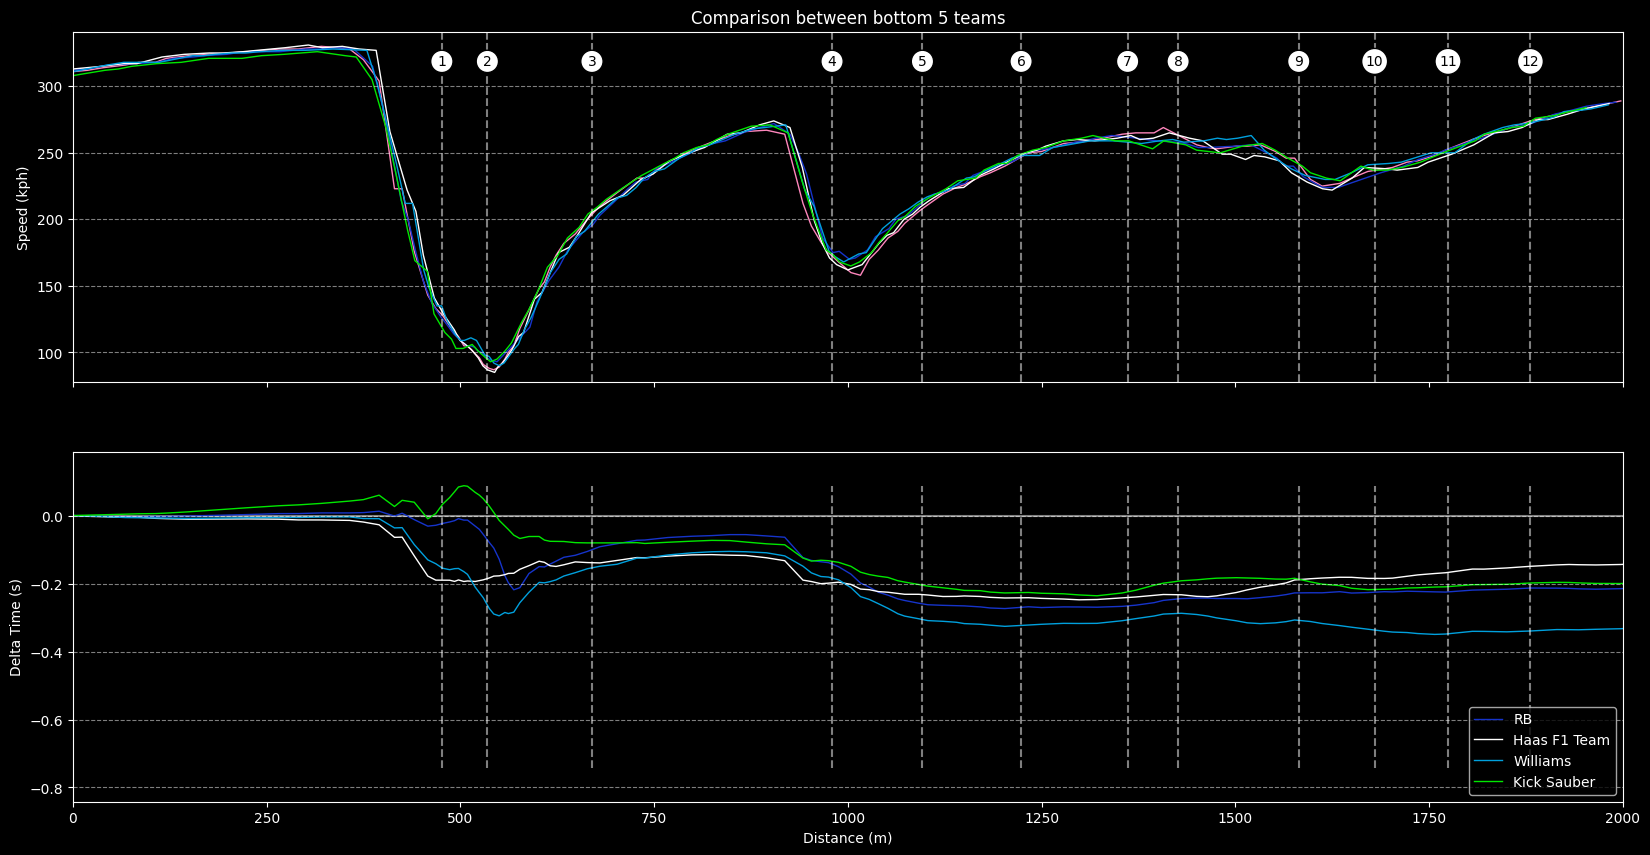 Comparison between bottom 5 teams
Speed (kph)
300
250
200
150
100
1 2 3 4 5 6 7 8 9 10 11 12
Delta Time (s)
0.0
−0.2
−0.4
−0.6
−0.8
RB
Haas F1 Team
Williams
Kick Sauber
0 250 500 750 1000 1250 1500 1750 2000
Distance (m)